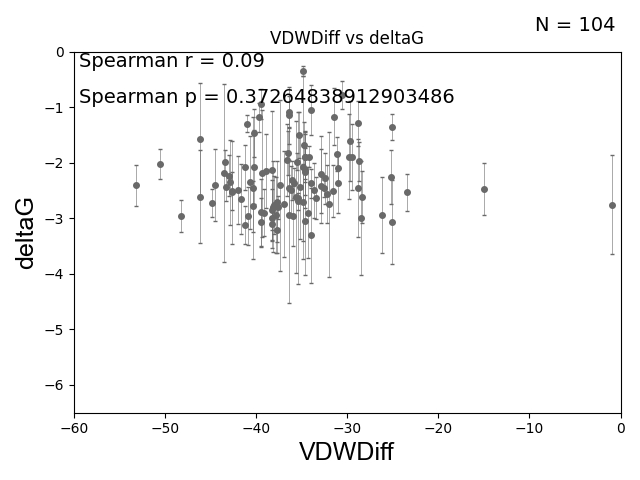 N = 104
VDWDiff vs deltaG
Spearman r = 0.09
Spearman p = 0.37264838912903486
0
−1
−2
−3
−4
−5
−6
deltaG
−60 −50 −40 −30 −20 −10 0
VDWDiff